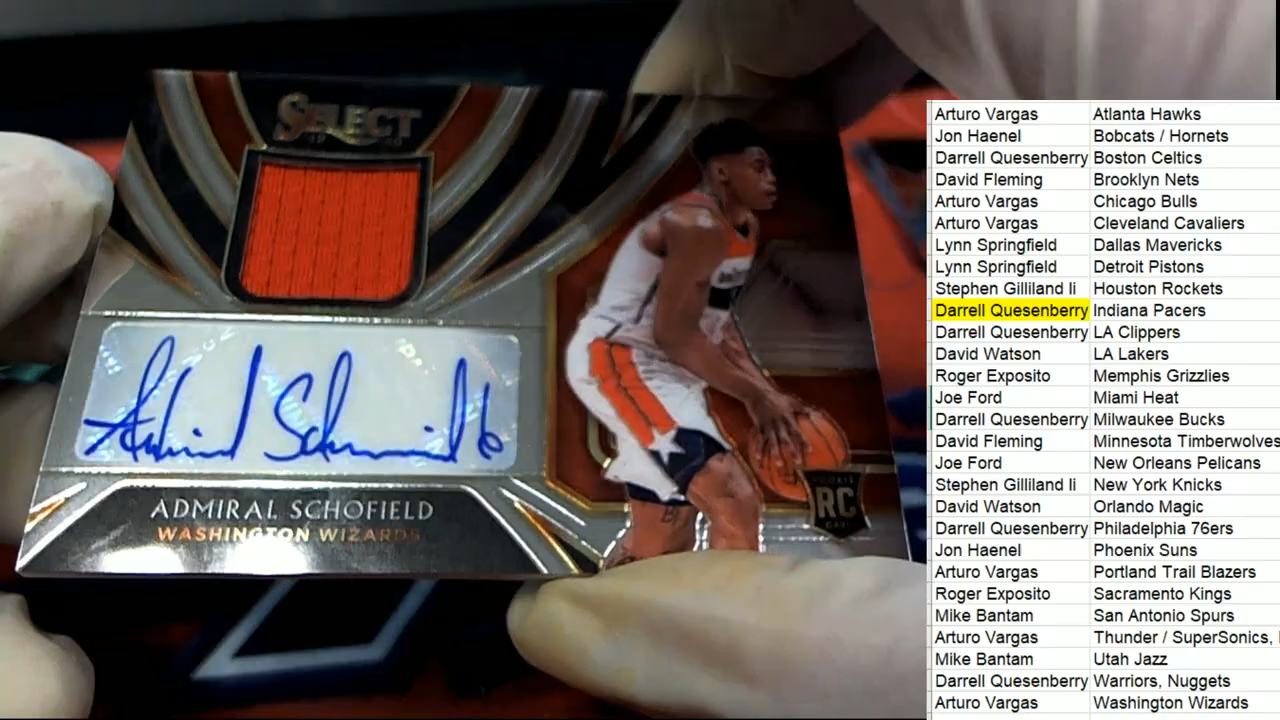 SELECT
ADMIRAL SCHOFIELD
WASHINGTON WIZARDS
RC
Arturo Vargas Atlanta Hawks
Jon Haenel Bobcats / Hornets
Darrell Quesenberry Boston Celtics
David Fleming Brooklyn Nets
Arturo Vargas Chicago Bulls
Arturo Vargas Cleveland Cavaliers
Lynn Springfield Dallas Mavericks
Lynn Springfield Detroit Pistons
Stephen Gilliland Ii Houston Rockets
Darrell Quesenberry Indiana Pacers
Darrell Quesenberry LA Clippers
David Watson LA Lakers
Roger Exposito Memphis Grizzlies
Joe Ford Miami Heat
Darrell Quesenberry Milwaukee Bucks
David Fleming Minnesota Timberwolves
Joe Ford New Orleans Pelicans
Stephen Gilliland Ii New York Knicks
David Watson Orlando Magic
Darrell Quesenberry Philadelphia 76ers
Jon Haenel Phoenix Suns
Arturo Vargas Portland Trail Blazers
Roger Exposito Sacramento Kings
Mike Bantam San Antonio Spurs
Arturo Vargas Thunder / SuperSonics,
Mike Bantam Utah Jazz
Darrell Quesenberry Warriors, Nuggets
Arturo Vargas Washington Wizards